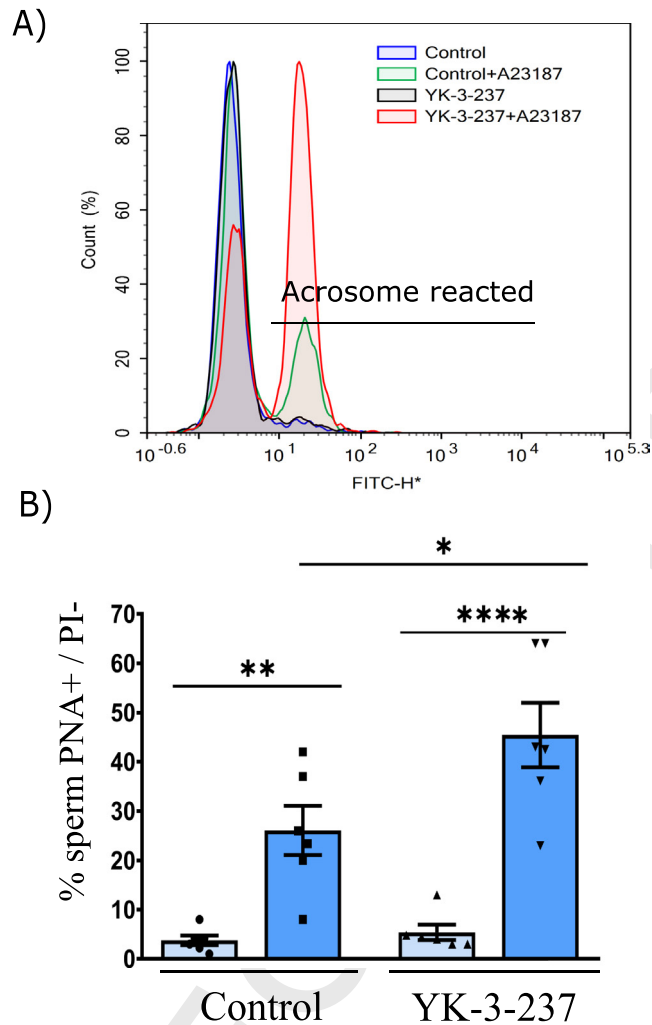 A)
Control
Control+A23187
YK-3-237
YK-3-237+A23187
Count (%)
100
80
60
40
20
0
Acrosome reacted
10^-0.6 10^1 10^2 10^3 10^4 10^5.3
FITC-H*
B)
*
**
****
% sperm PNA+ / PI-
70
60
50
40
30
20
10
0
Control YK-3-237